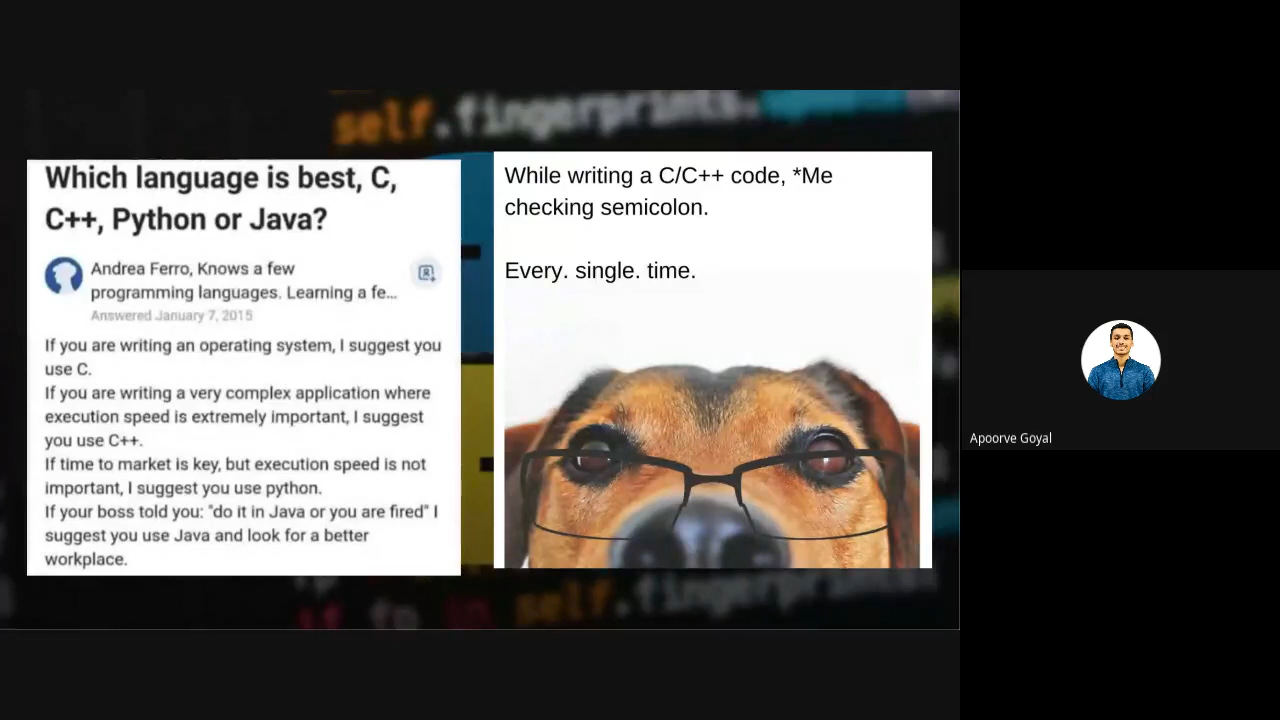 self.fingerprints.
Which language is best, C,
C++, Python or Java?
Andrea Ferro, Knows a few
programming languages. Learning a fe...
Answered January 7, 2015
If you are writing an operating system, I suggest you
use C.
If you are writing a very complex application where
execution speed is extremely important, I suggest
you use C++.
If time to market is key, but execution speed is not
important, I suggest you use python.
If your boss told you: "do it in Java or you are fired" I
suggest you use Java and look for a better
workplace.
While writing a C/C++ code, *Me
checking semicolon.
Every. single. time.
if fp in self.fingerprints:
Apoorve Goyal